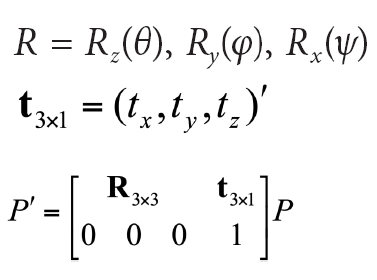 R = R_z(θ), R_y(φ), R_x(ψ)
t_{3×1} = (t_x, t_y, t_z)′
P′ = [ R_{3×3} t_{3×1} ] P
0 0 0 1